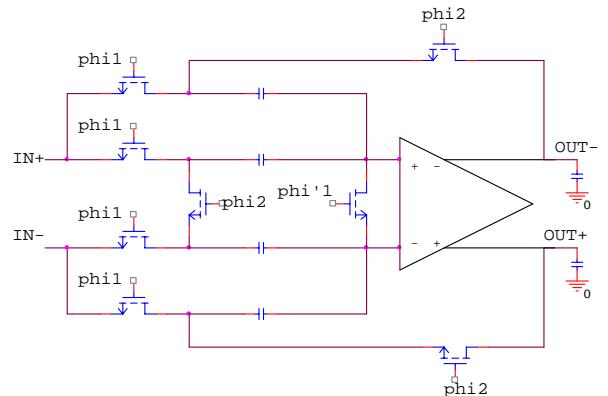 phi2
phi1
phi1
IN+
+ −
OUT-
phi2
phi'1
0
phi1
IN-
− +
OUT+
phi1
0
phi2